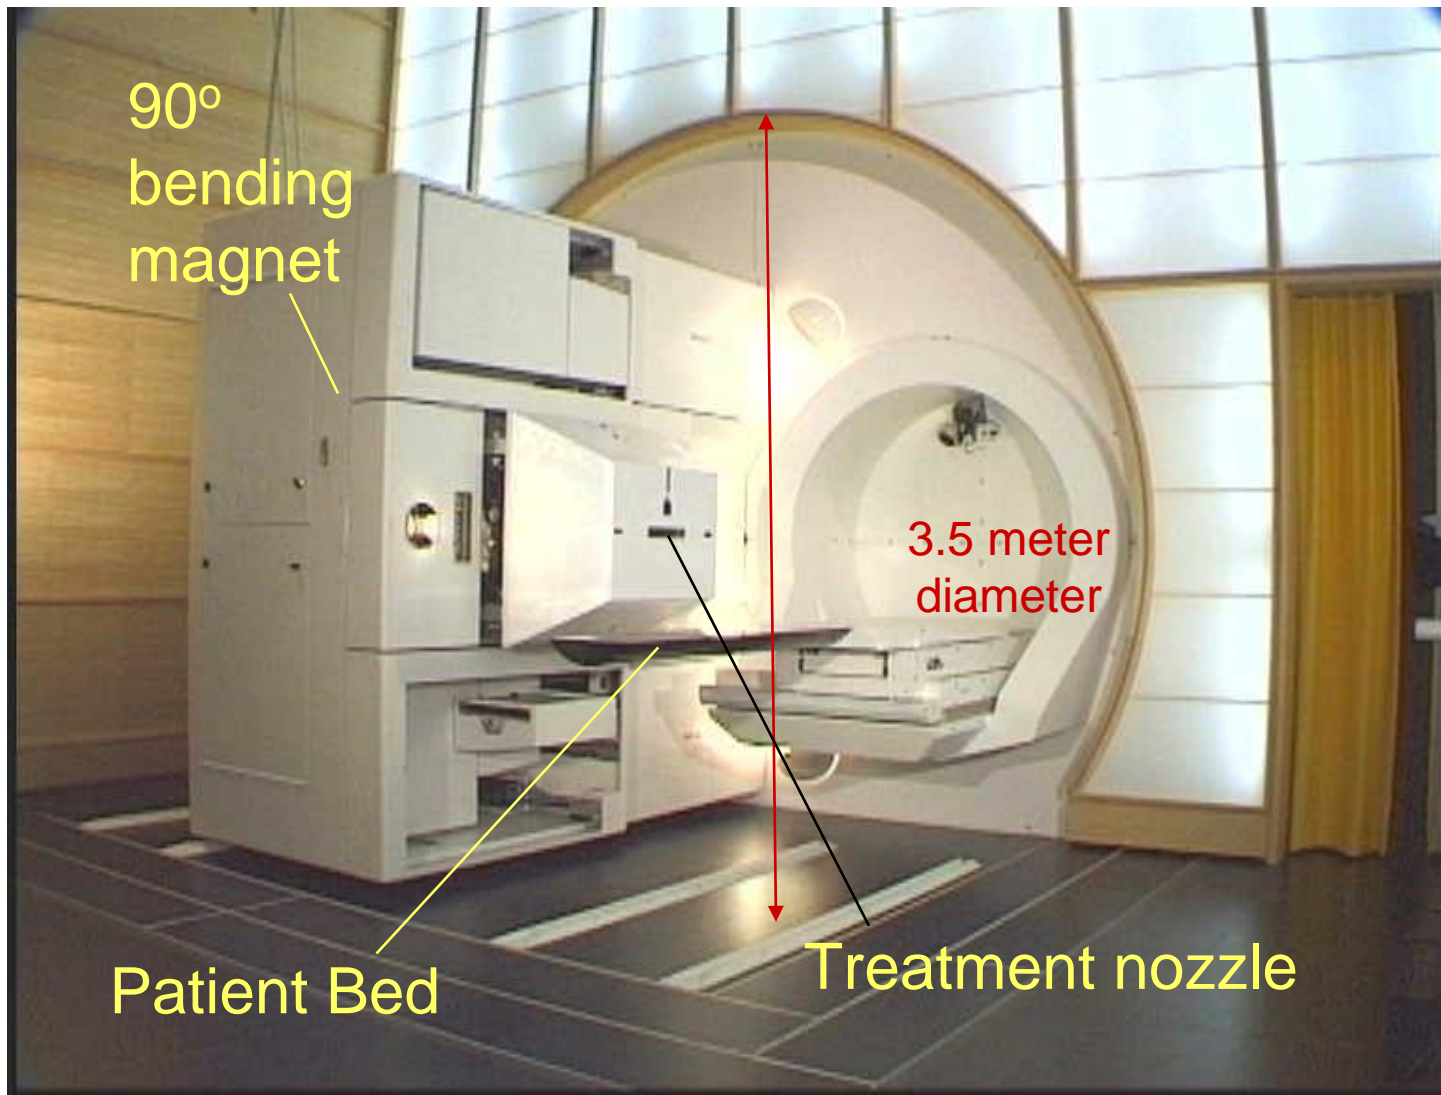 90º
bending
magnet
3.5 meter
diameter
Patient Bed
Treatment nozzle